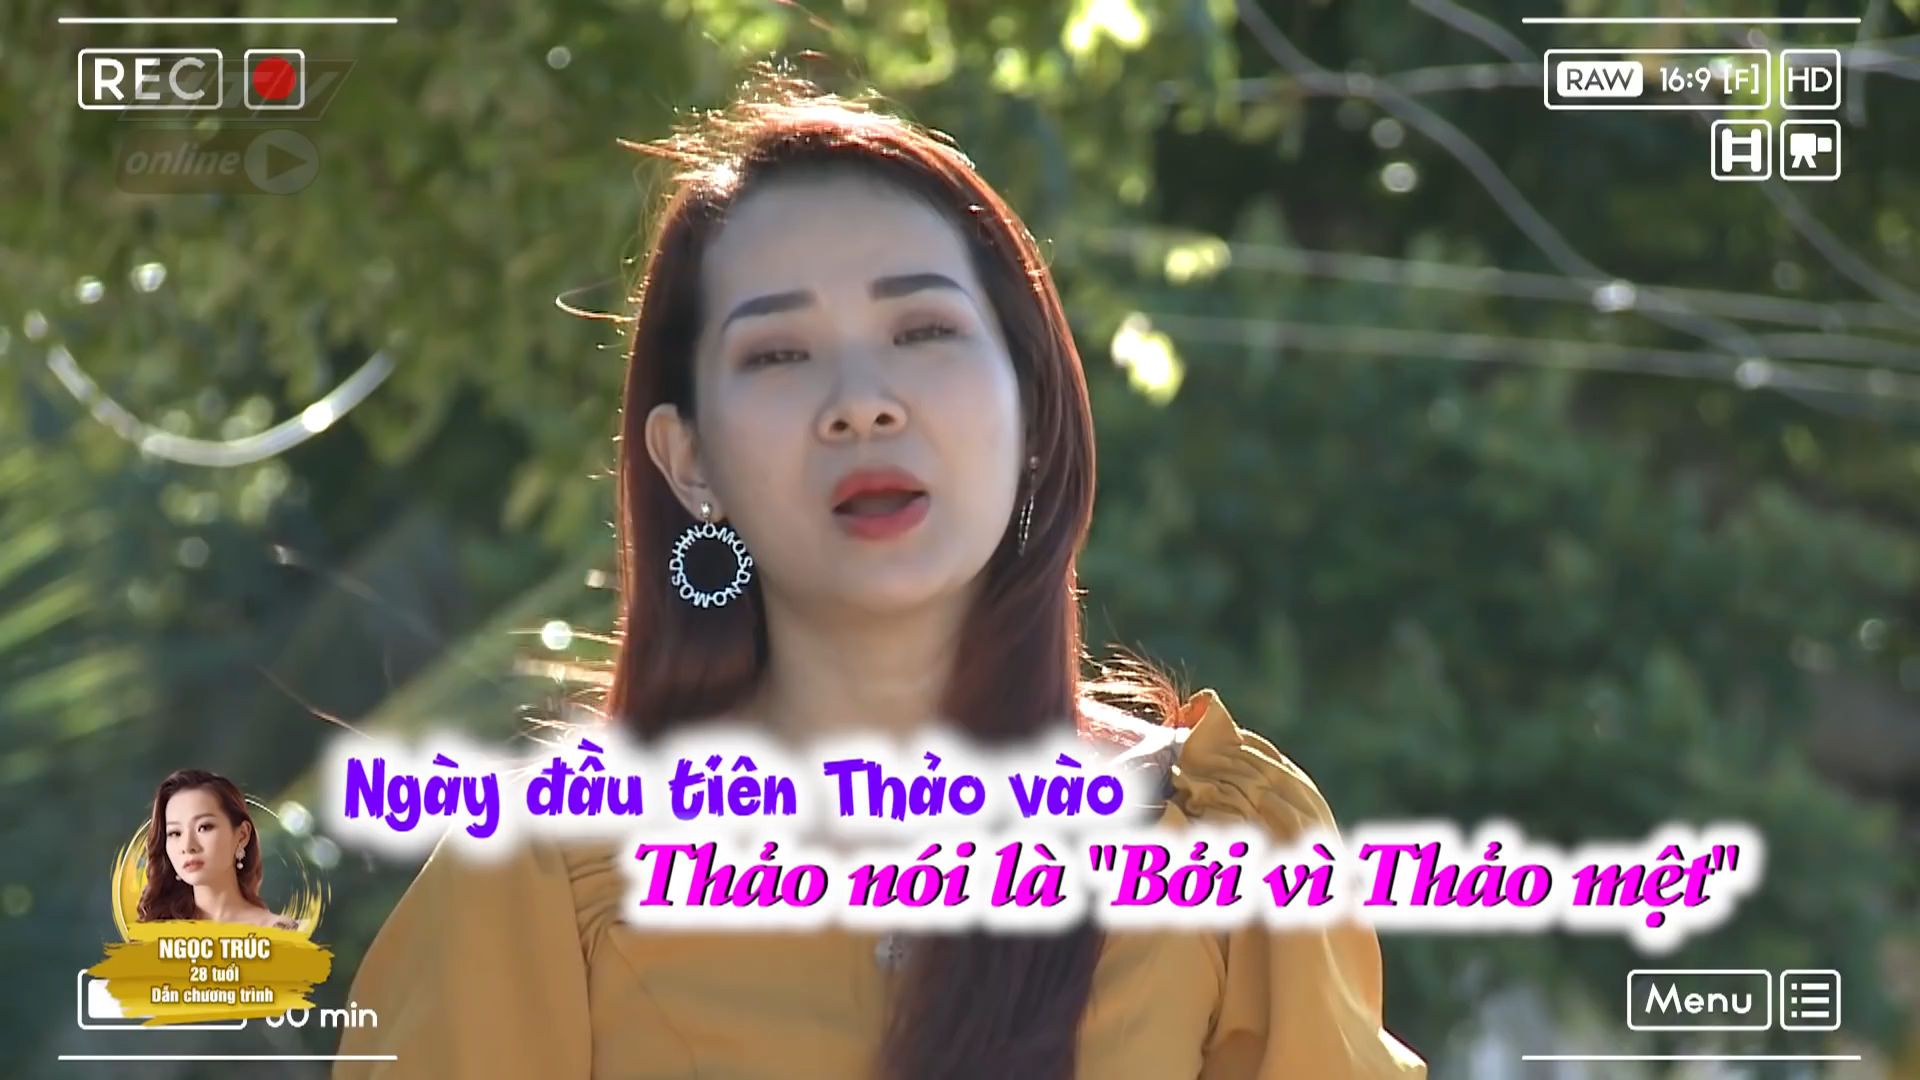 REC
HTV
online
RAW 16:9 [F] HD
Ngày đầu tiên Thảo vào
Thảo nói là "Bởi vì Thảo mệt"
NGỌC TRÚC
28 tuổi
Dẫn chương trình
min
Menu